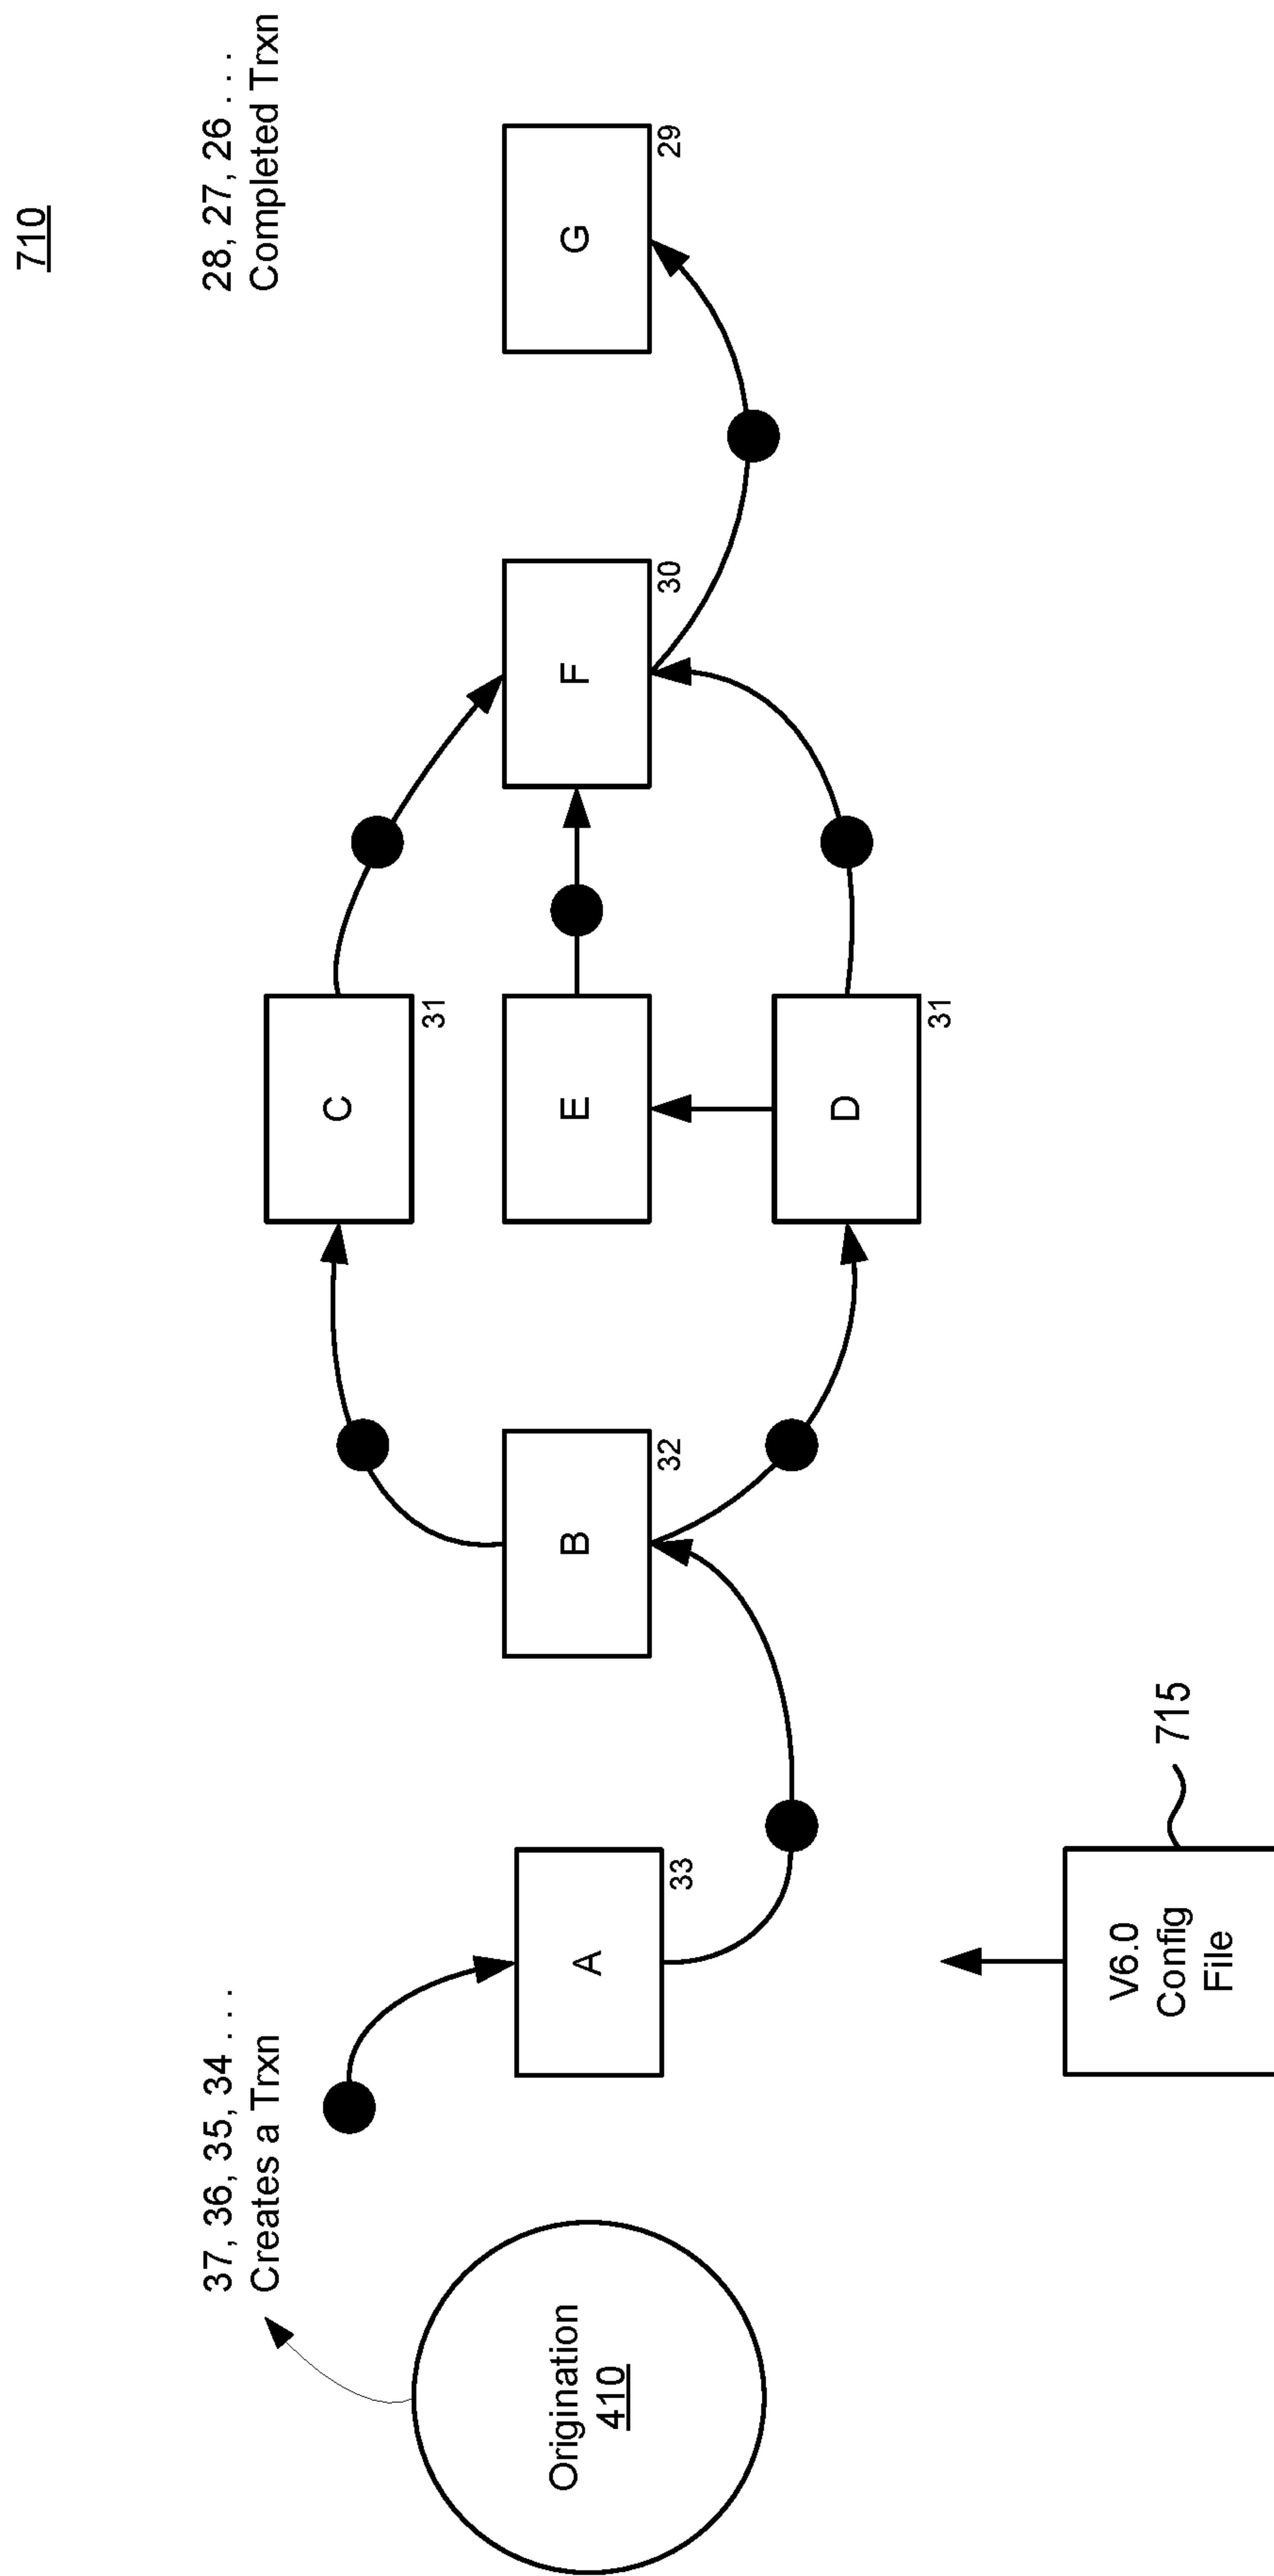 710
37, 36, 35, 34 . . .
Creates a Trxn
28, 27, 26 . . .
Completed Trxn
Origination
410
A
33
B
32
C
31
E
D
31
F
30
G
29
V6.0
Config
File
715